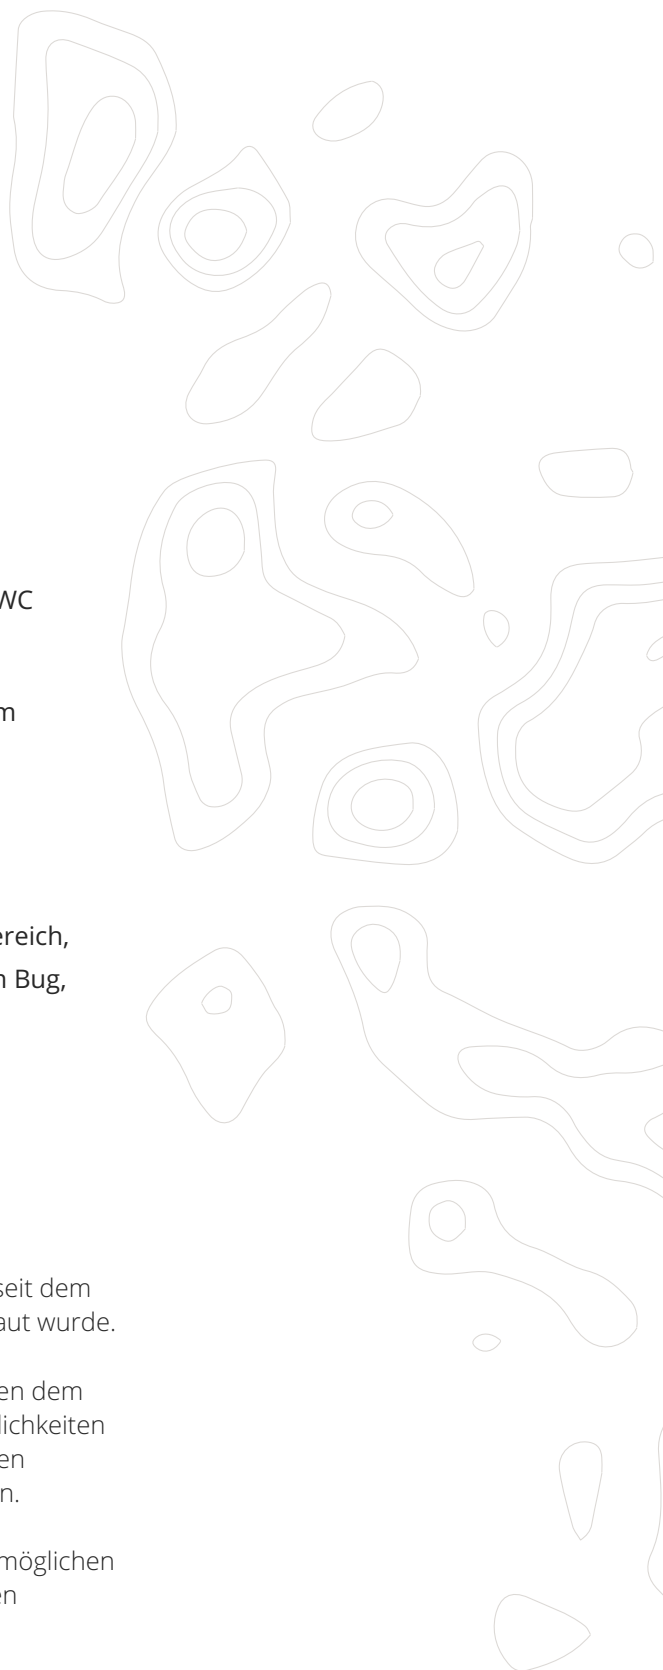 WC
m
ereich,
n Bug,
seit dem
aut wurde.
en dem
lichkeiten
en
n.
möglichen
en